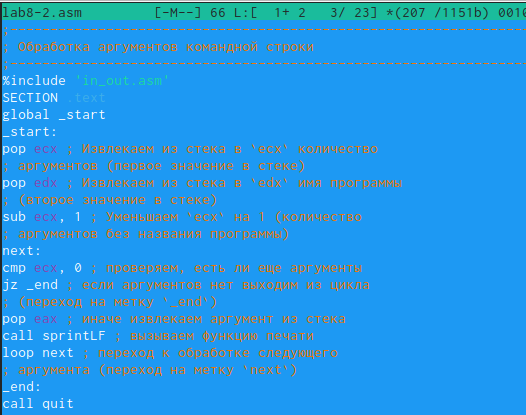 lab8-2.asm [-M--] 66 L:[ 1+ 2 3/ 23] *(207 /1151b) 0010
;------------------------------------------------------------------
; Обработка аргументов командной строки
;------------------------------------------------------------------
%include 'in_out.asm'
SECTION .text
global _start
_start:
pop ecx ; Извлекаем из стека в `ecx` количество
; аргументов (первое значение в стеке)
pop edx ; Извлекаем из стека в `edx` имя программы
; (второе значение в стеке)
sub ecx, 1 ; Уменьшаем `ecx` на 1 (количество
; аргументов без названия программы)
next:
cmp ecx, 0 ; проверяем, есть ли еще аргументы
jz _end ; если аргументов нет выходим из цикла
; (переход на метку `_end`)
pop eax ; иначе извлекаем аргумент из стека
call sprintLF ; вызываем функцию печати
loop next ; переход к обработке следующего
; аргумента (переход на метку `next`)
_end:
call quit